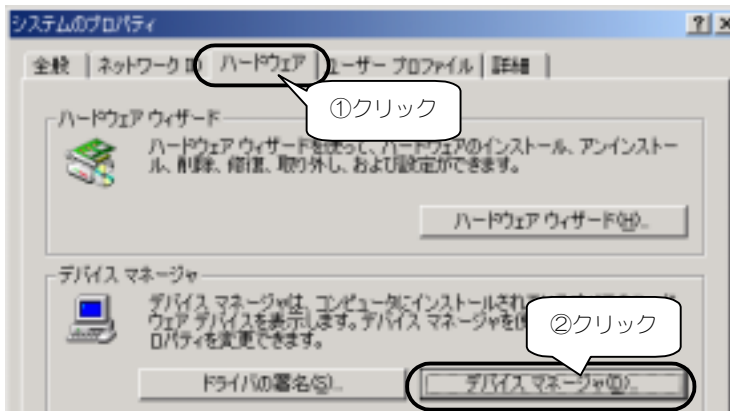 システムのプロパティ
全般 ネットワーク ID ハードウェア ユーザー プロファイル 詳細
①クリック
ハードウェア ウィザード
ハードウェア ウィザードを使って、ハードウェアのインストール、アンインストー
ル、削除、修復、取り外し、および設定ができます。
ハードウェア ウィザード(H)...
デバイス マネージャ
デバイス マネージャは、コンピュータにインストールされて
ウェア デバイスを表示します。デバイス マネージャを
ロパティを変更できます。
②クリック
ドライバの署名(S)...
デバイス マネージャ(D)...